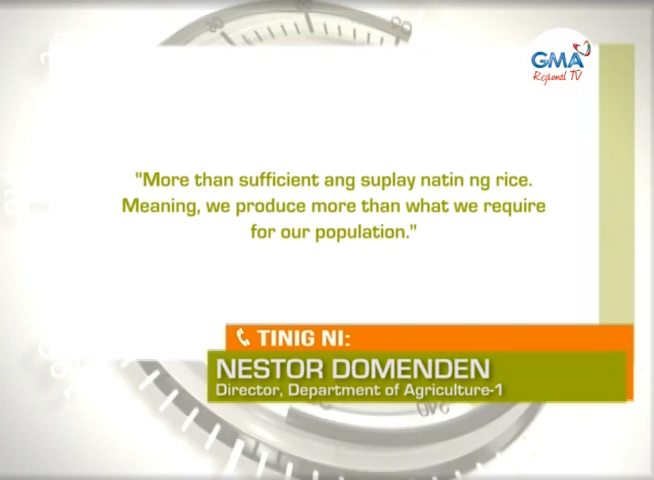 GMA
Regional TV
"More than sufficient ang suplay natin ng rice.
Meaning, we produce more than what we require
for our population."
TINIG NI:
NESTOR DOMENDEN
Director, Department of Agriculture-1
240